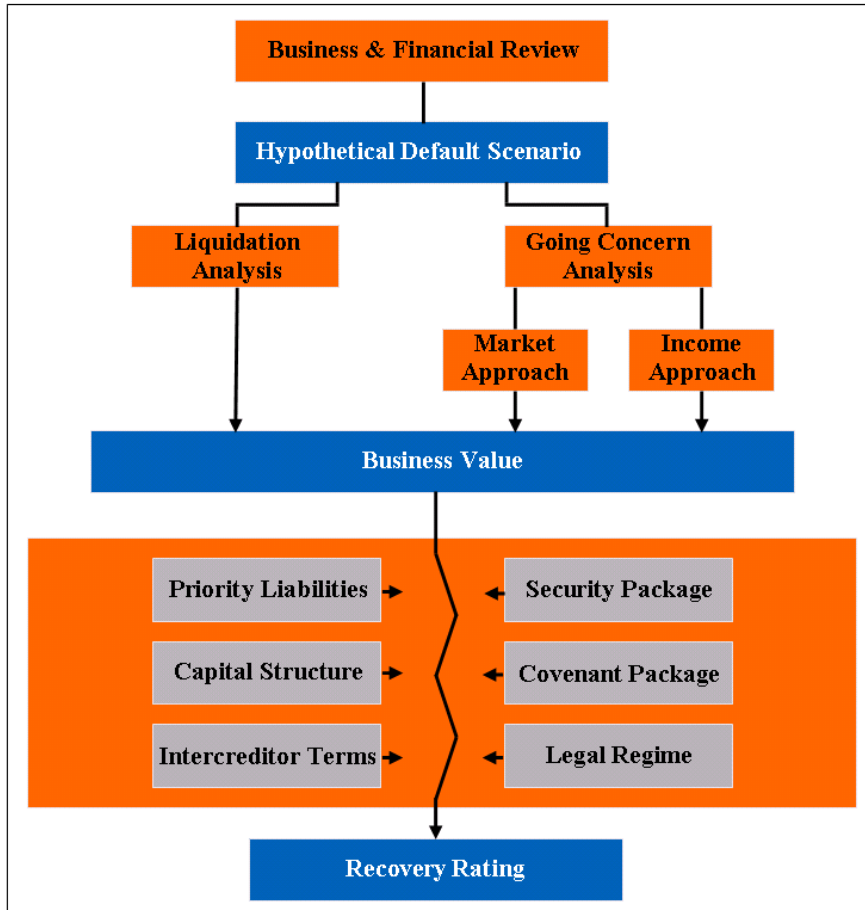 Business & Financial Review
Hypothetical Default Scenario
Liquidation
Analysis
Going Concern
Analysis
Market
Approach
Income
Approach
Business Value
Priority Liabilities
Security Package
Capital Structure
Covenant Package
Intercreditor Terms
Legal Regime
Recovery Rating